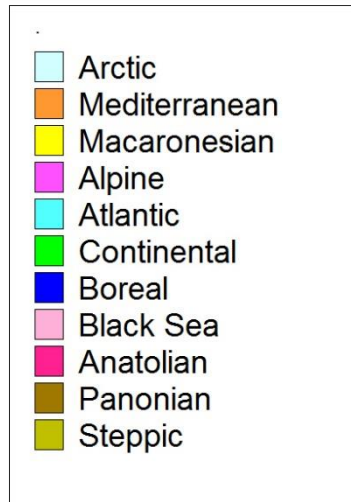 Arctic
Mediterranean
Macaronesian
Alpine
Atlantic
Continental
Boreal
Black Sea
Anatolian
Panonian
Steppic